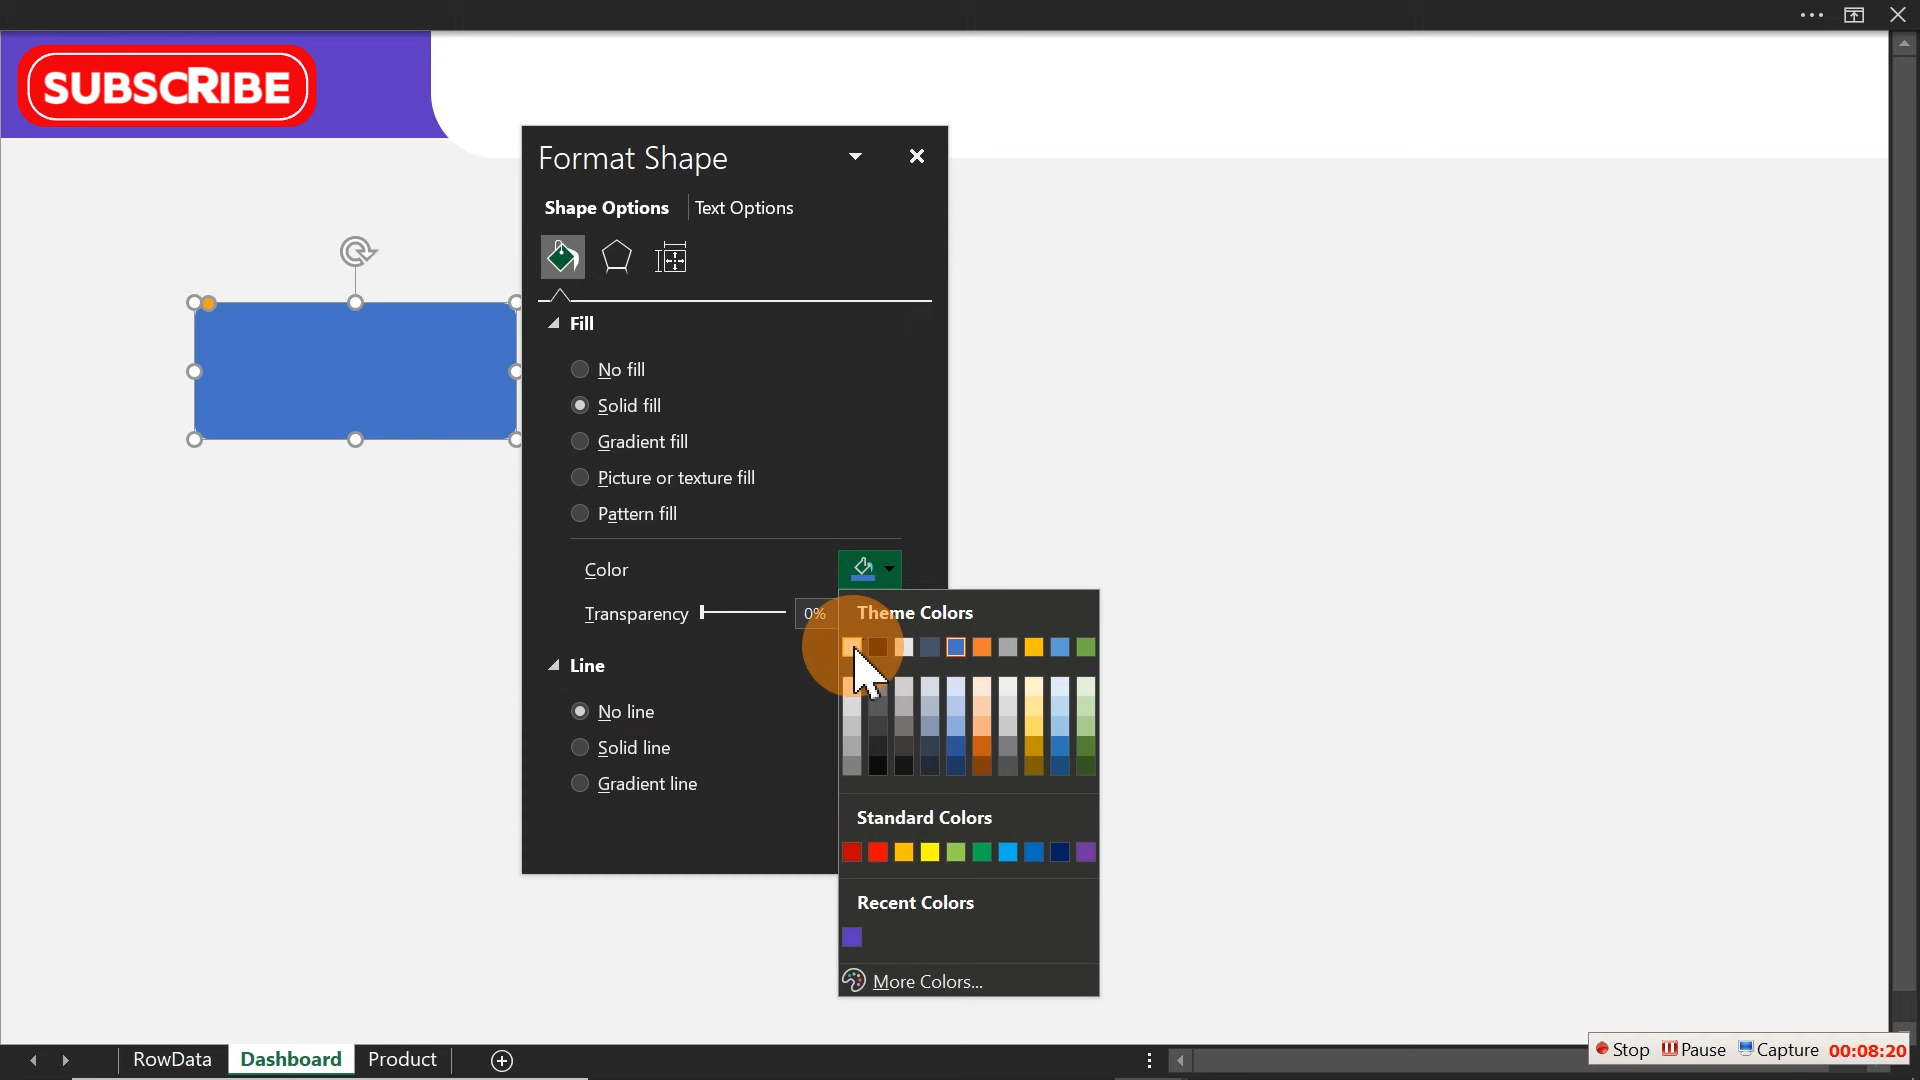 SUBSCRIBE
Format Shape
Shape Options
Text Options
Fill
No fill
Solid fill
Gradient fill
Picture or texture fill
Pattern fill
Color
Transparency
0%
Theme Colors
Line
No line
Solid line
Gradient line
Standard Colors
Recent Colors
More Colors...
RowData
Dashboard
Product
Stop
Pause
Capture
00:08:20